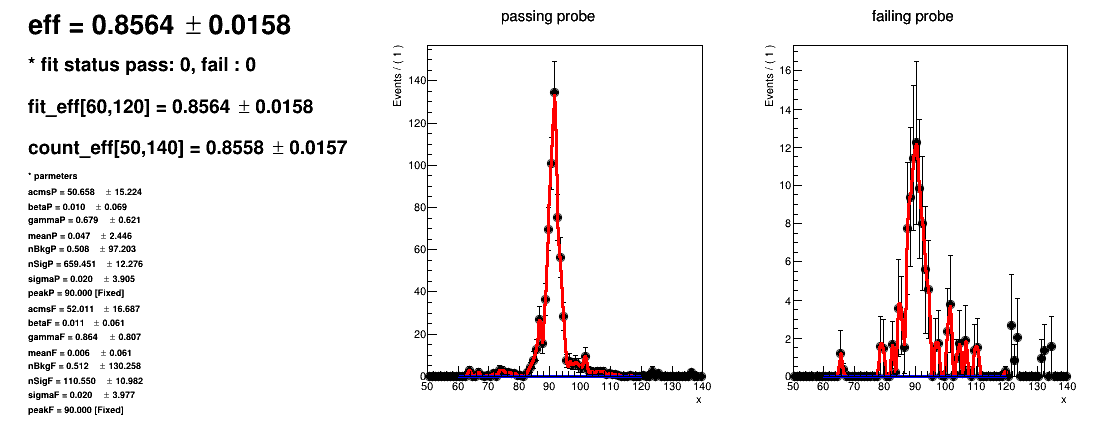 eff = 0.8564 ± 0.0158
* fit status pass: 0, fail : 0
fit_eff[60,120] = 0.8564 ± 0.0158
count_eff[50,140] = 0.8558 ± 0.0157
* parmeters
acmsP = 50.658 ± 15.224
betaP = 0.010 ± 0.069
gammaP = 0.679 ± 0.621
meanP = 0.047 ± 2.446
nBkgP = 0.508 ± 97.203
nSigP = 659.451 ± 12.276
sigmaP = 0.020 ± 3.905
peakP = 90.000 [Fixed]
acmsF = 52.011 ± 16.687
betaF = 0.011 ± 0.061
gammaF = 0.864 ± 0.807
meanF = 0.006 ± 0.061
nBkgF = 0.512 ± 130.258
nSigF = 110.550 ± 10.982
sigmaF = 0.020 ± 3.977
peakF = 90.000 [Fixed]
passing probe
Events / ( 1 )
140
120
100
80
60
40
20
0
50 60 70 80 90 100 110 120 130 140
x
failing probe
Events / ( 1 )
16
14
12
10
8
6
4
2
0
50 60 70 80 90 100 110 120 130 140
x